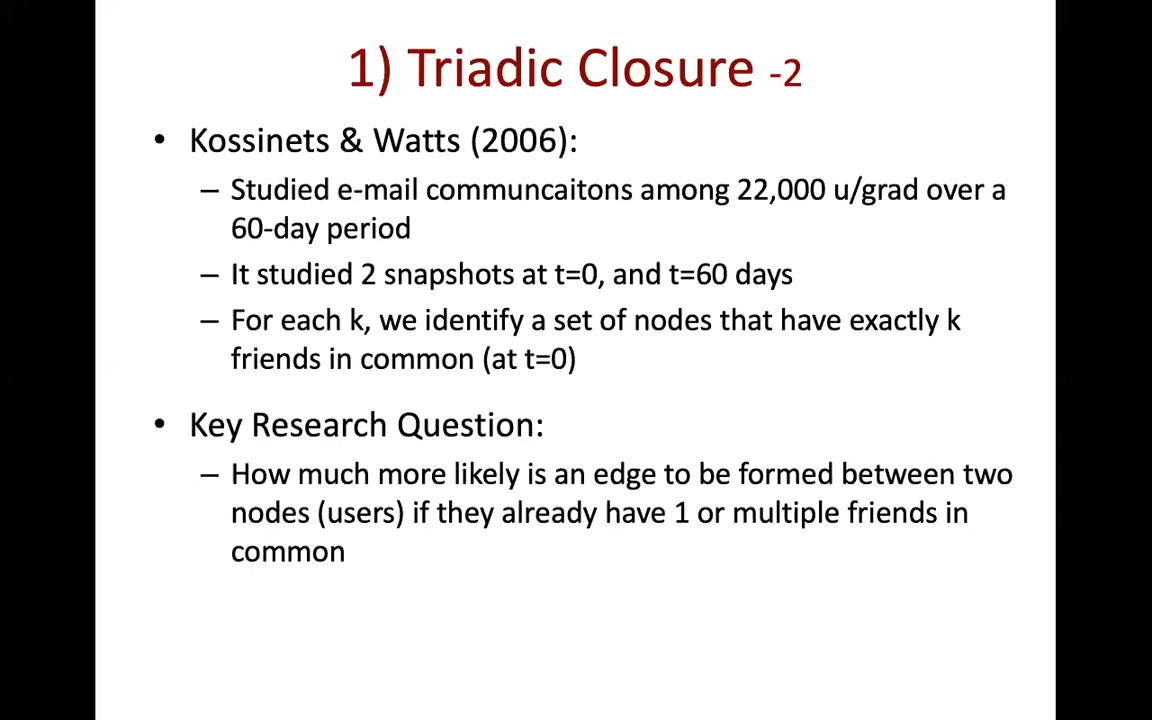 1) Triadic Closure -2
• Kossinets & Watts (2006):
– Studied e-mail communcaitons among 22,000 u/grad over a
60-day period
– It studied 2 snapshots at t=0, and t=60 days
– For each k, we identify a set of nodes that have exactly k
friends in common (at t=0)
• Key Research Question:
– How much more likely is an edge to be formed between two
nodes (users) if they already have 1 or multiple friends in
common